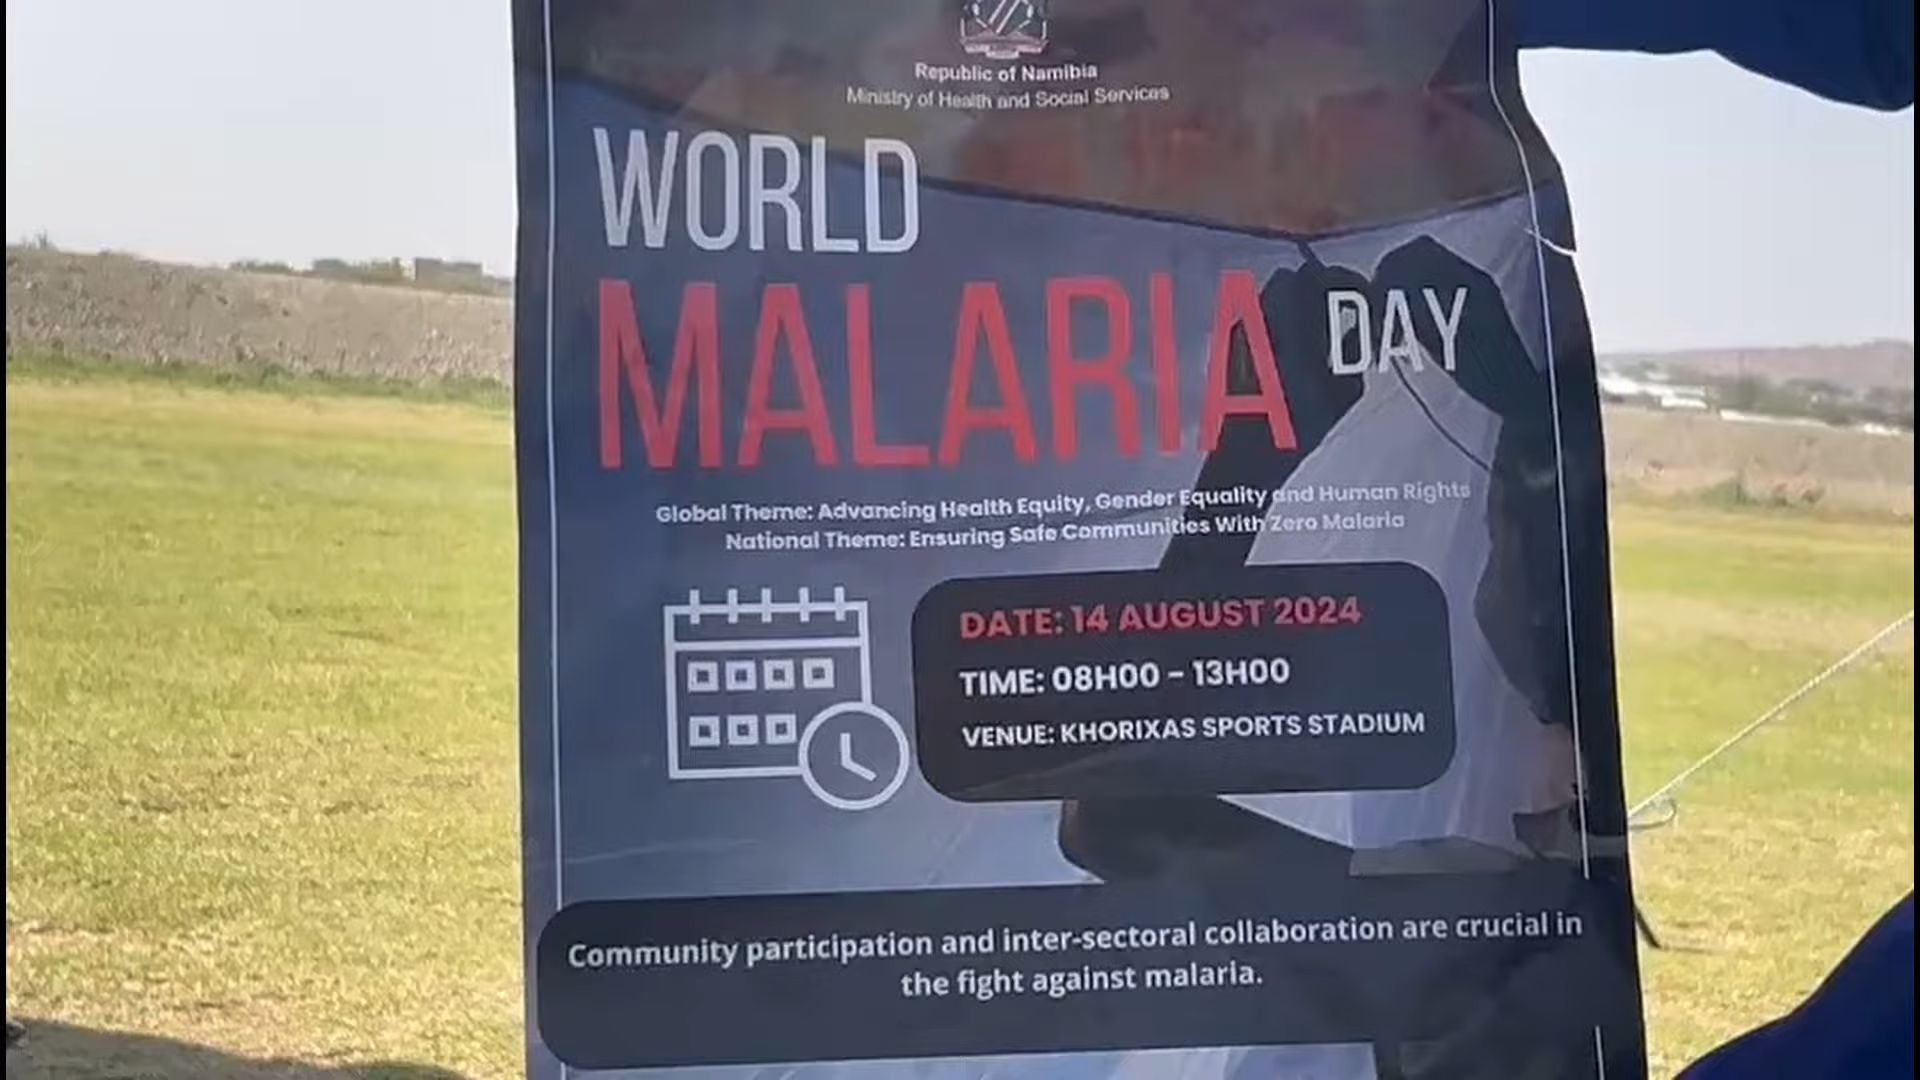 Republic of Namibia
Ministry of Health and Social Services
WORLD
MALARIA DAY
Global Theme: Advancing Health Equity, Gender Equality and Human Rights
National Theme: Ensuring Safe Communities With Zero Malaria
DATE: 14 AUGUST 2024
TIME: 08H00 – 13H00
VENUE: KHORIXAS SPORTS STADIUM
Community participation and inter-sectoral collaboration are crucial in
the fight against malaria.